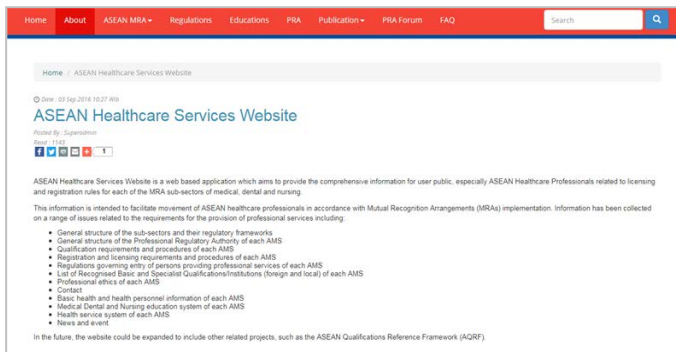 Home About ASEAN MRA Regulations Educations PRA Publication PRA Forum FAQ Search
Home / ASEAN Healthcare Services Website
Date : 03 Sep 2016 10:27 Wib
ASEAN Healthcare Services Website
Posted By : Superadmin
Read : 1143
1
ASEAN Healthcare Services Website is a web based application which aims to provide the comprehensive information for user public, especially ASEAN Healthcare Professionals related to licensing
and registration rules for each of the MRA sub-sectors of medical, dental and nursing.
This information is intended to facilitate movement of ASEAN healthcare professionals in accordance with Mutual Recognition Arrangements (MRAs) implementation. Information has been collected
on a range of issues related to the requirements for the provision of professional services including:
• General structure of the sub-sectors and their regulatory frameworks
• General structure of the Professional Regulatory Authority of each AMS
• Qualification requirements and procedures of each AMS
• Registration and licensing requirements and procedures of each AMS
• Regulations governing entry of persons providing professional services of each AMS
• List of Recognised Basic and Specialist Qualifications/Institutions (foreign and local) of each AMS
• Professional ethics of each AMS
• Contact
• Basic health and health personnel information of each AMS
• Medical Dental and Nursing education system of each AMS
• Health service system of each AMS
• News and event
In the future, the website could be expanded to include other related projects, such as the ASEAN Qualifications Reference Framework (AQRF).